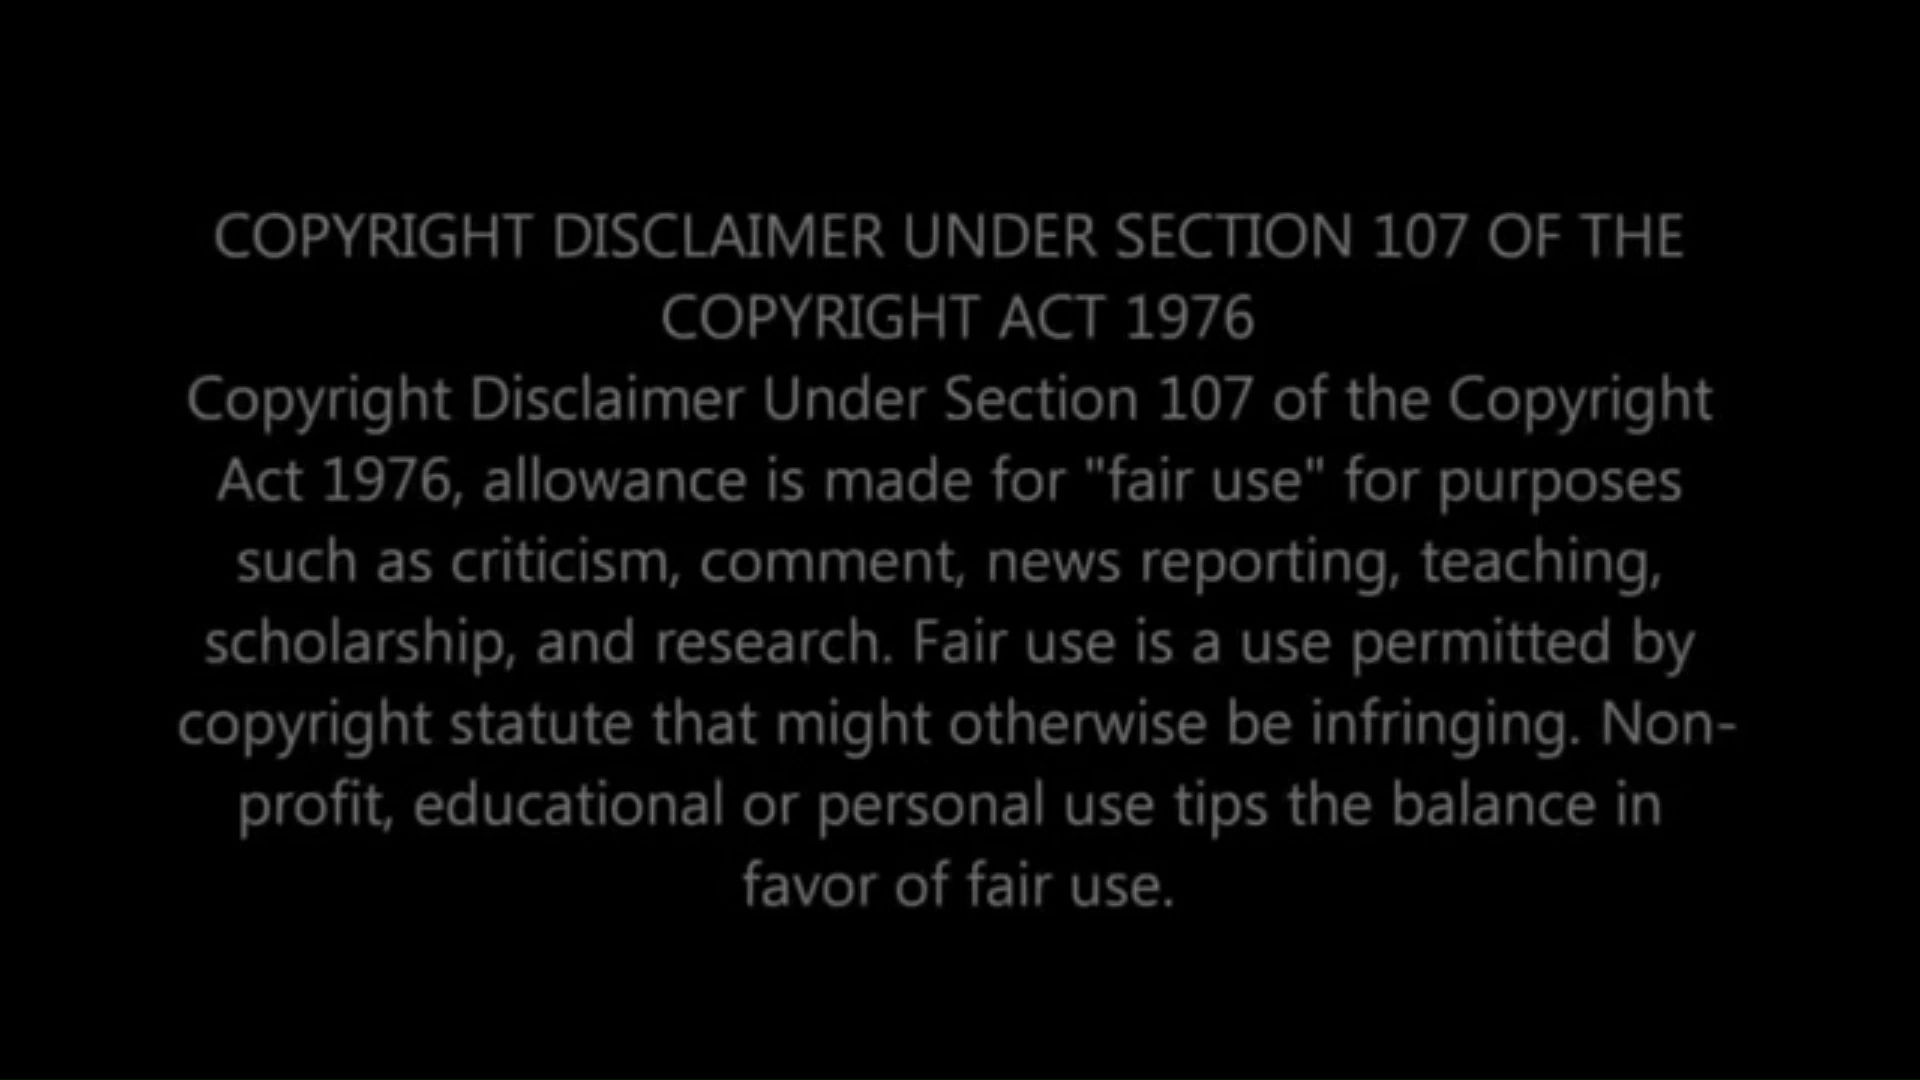 COPYRIGHT DISCLAIMER UNDER SECTION 107 OF THE
COPYRIGHT ACT 1976
Copyright Disclaimer Under Section 107 of the Copyright
Act 1976, allowance is made for "fair use" for purposes
such as criticism, comment, news reporting, teaching,
scholarship, and research. Fair use is a use permitted by
copyright statute that might otherwise be infringing. Non-
profit, educational or personal use tips the balance in
favor of fair use.